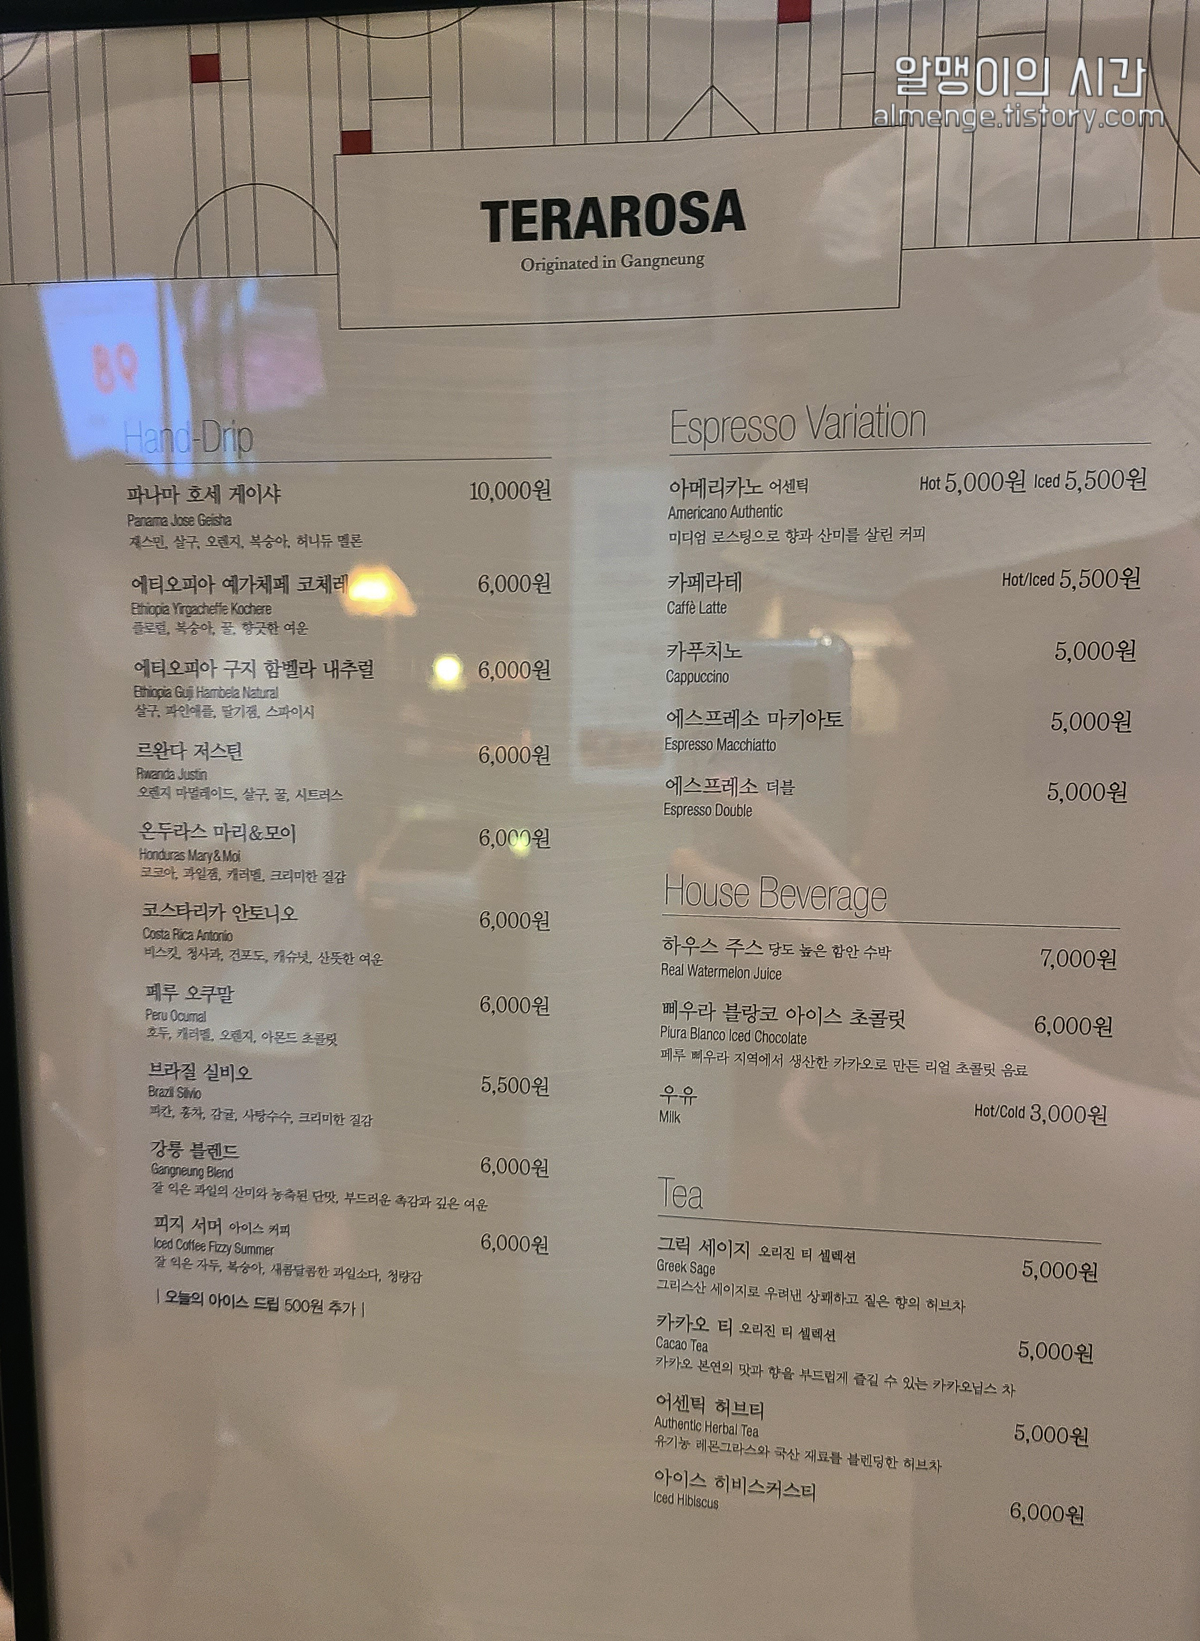 알맹이의 시간
almenge.tistory.com
TERAROSA
Originated in Gangneung
Hand-Drip
파나마 호세 게이샤 10,000원
Panama Jose Geisha
재스민, 살구, 오렌지, 복숭아, 허니듀 멜론
에티오피아 예가체페 코체레 6,000원
Ethiopia Yirgacheffe Kochere
플로럴, 복숭아, 꿀, 향긋한 여운
에티오피아 구지 함벨라 내추럴 6,000원
Ethiopia Guji Hambela Natural
살구, 파인애플, 딸기잼, 스파이시
르완다 저스틴 6,000원
Rwanda Justin
오렌지 마멀레이드, 살구, 꿀, 시트러스
온두라스 마리&모이 6,000원
Honduras Mary&Moi
코코아, 과일잼, 캐러멜, 크리미한 질감
코스타리카 안토니오 6,000원
Costa Rica Antonio
비스킷, 청사과, 건포도, 캐슈넛, 산뜻한 여운
페루 오쿠말 6,000원
Peru Ocumal
호두, 캐러멜, 오렌지, 아몬드 초콜릿
브라질 실비오 5,500원
Brazil Silvio
피칸, 홍차, 감귤, 사탕수수, 크리미한 질감
강릉 블렌드 6,000원
Gangneung Blend
잘 익은 과일의 산미와 농축된 단맛, 부드러운 촉감과 깊은 여운
피지 서머 아이스 커피 6,000원
Iced Coffee Fizzy Summer
잘 익은 자두, 복숭아, 새콤달콤한 과일소다, 청량감
| 오늘의 아이스 드립 500원 추가 |
Espresso Variation
아메리카노 어센틱 Hot 5,000원 Iced 5,500원
Americano Authentic
미디엄 로스팅으로 향과 산미를 살린 커피
카페라테 Hot/Iced 5,500원
Caffè Latte
카푸치노 5,000원
Cappuccino
에스프레소 마키아토 5,000원
Espresso Macchiatto
에스프레소 더블 5,000원
Espresso Double
House Beverage
하우스 주스 당도 높은 함안 수박 7,000원
Real Watermelon Juice
삐우라 블랑코 아이스 초콜릿 6,000원
Piura Blanco Iced Chocolate
페루 삐우라 지역에서 생산한 카카오로 만든 리얼 초콜릿 음료
우유 Hot/Cold 3,000원
Milk
Tea
그릭 세이지 오리진 티 셀렉션 5,000원
Greek Sage
그리스산 세이지로 우려낸 상쾌하고 짙은 향의 허브차
카카오 티 오리진 티 셀렉션 5,000원
Cacao Tea
카카오 본연의 맛과 향을 부드럽게 즐길 수 있는 카카오닙스 차
어센틱 허브티 5,000원
Authentic Herbal Tea
유기농 레몬그라스와 국산 재료를 블렌딩한 허브차
아이스 히비스커스티 6,000원
Iced Hibiscus